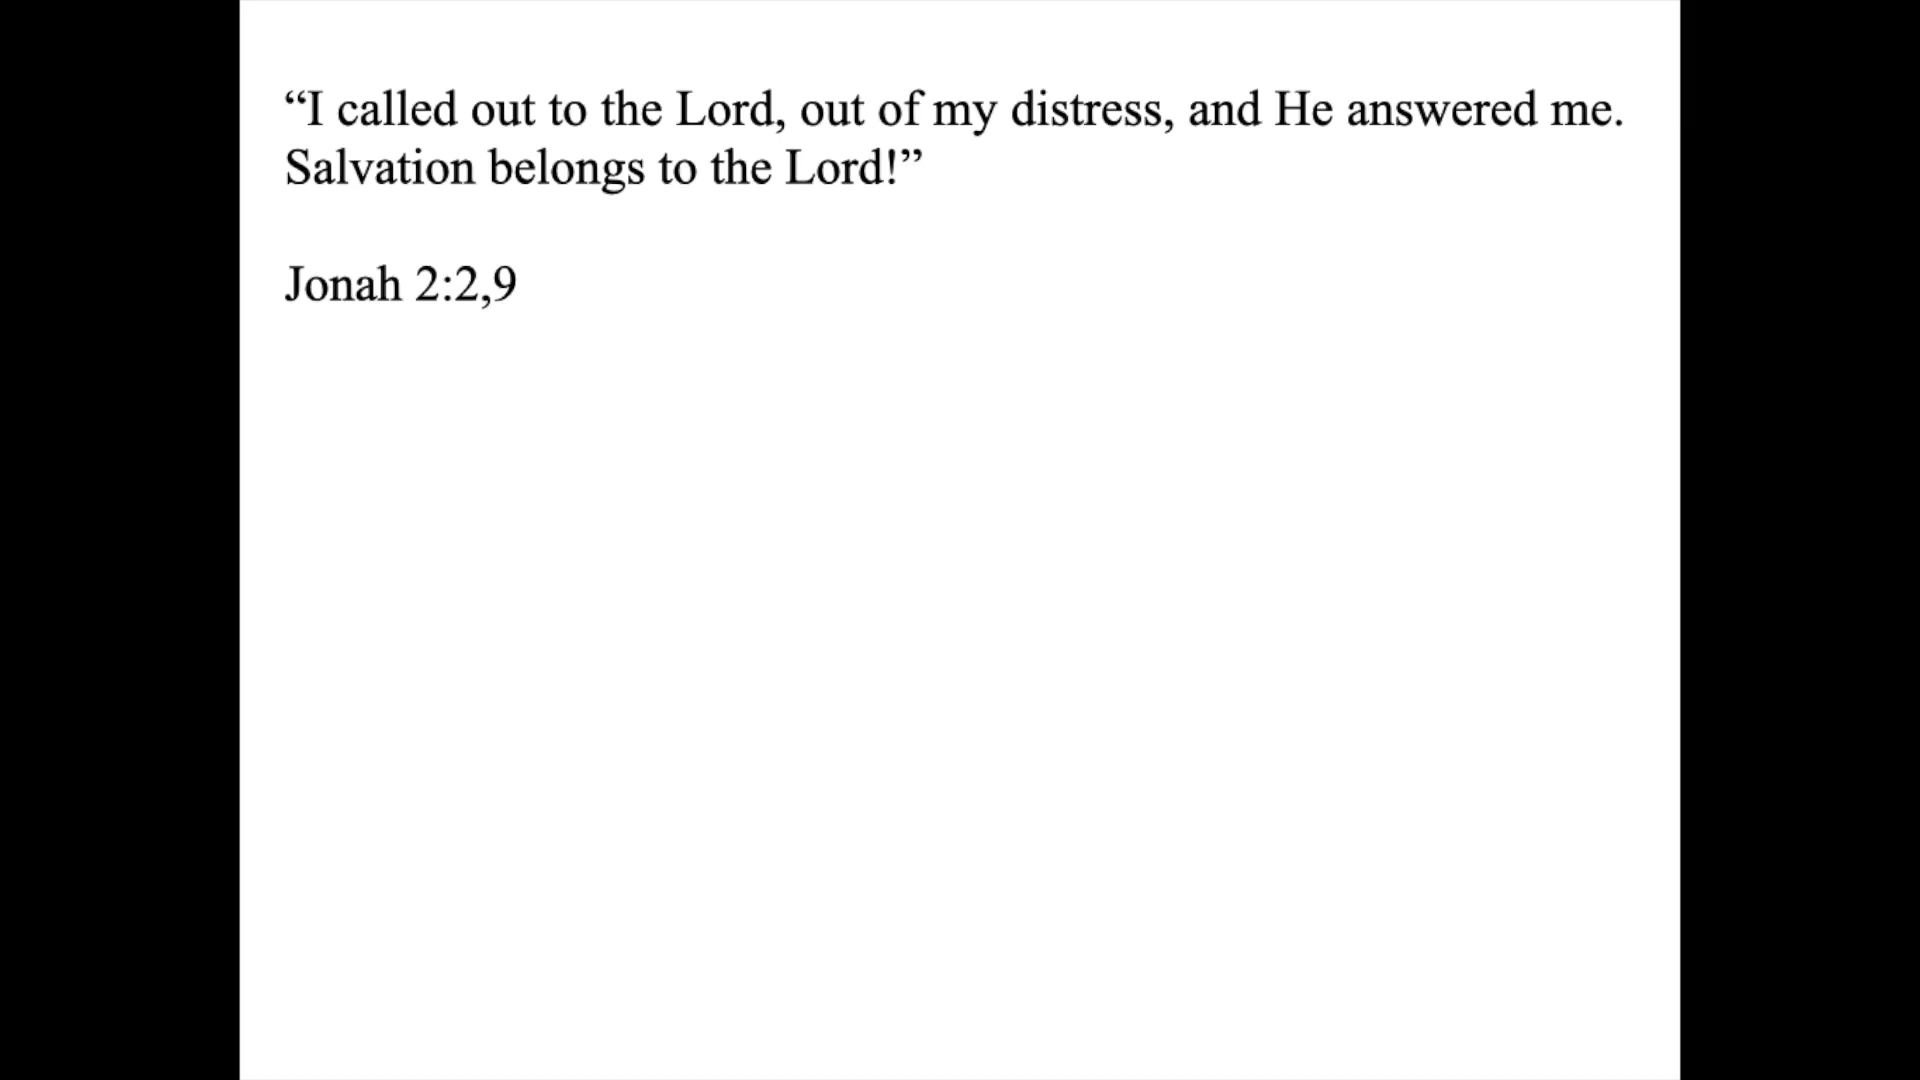 “I called out to the Lord, out of my distress, and He answered me.
Salvation belongs to the Lord!”
Jonah 2:2,9